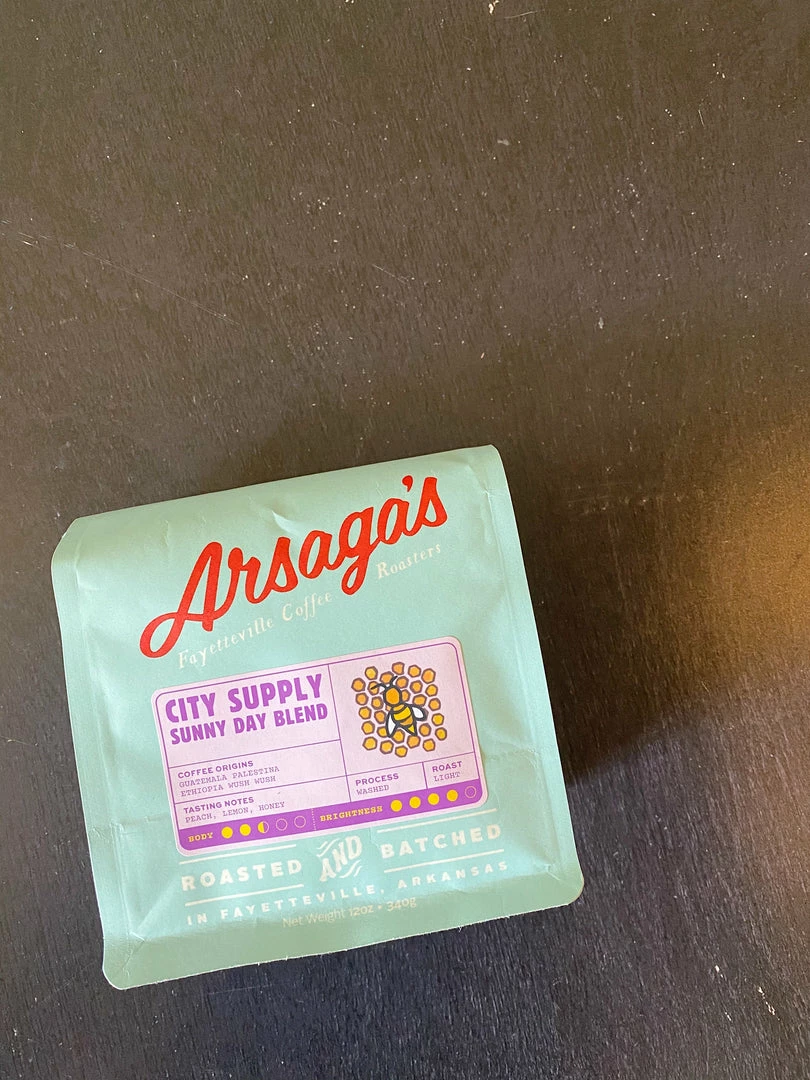 Arsaga's
Fayetteville Coffee Roasters
CITY SUPPLY
SUNNY DAY BLEND
COFFEE ORIGINS
GUATEMALA PALESTINA
ETHIOPIA WUSH WUSH
TASTING NOTES
PEACH, LEMON, HONEY
PROCESS
WASHED
ROAST
LIGHT
BODY
BRIGHTNESS
ROASTED AND BATCHED
IN FAYETTEVILLE, ARKANSAS
Net Weight 12oz • 340g